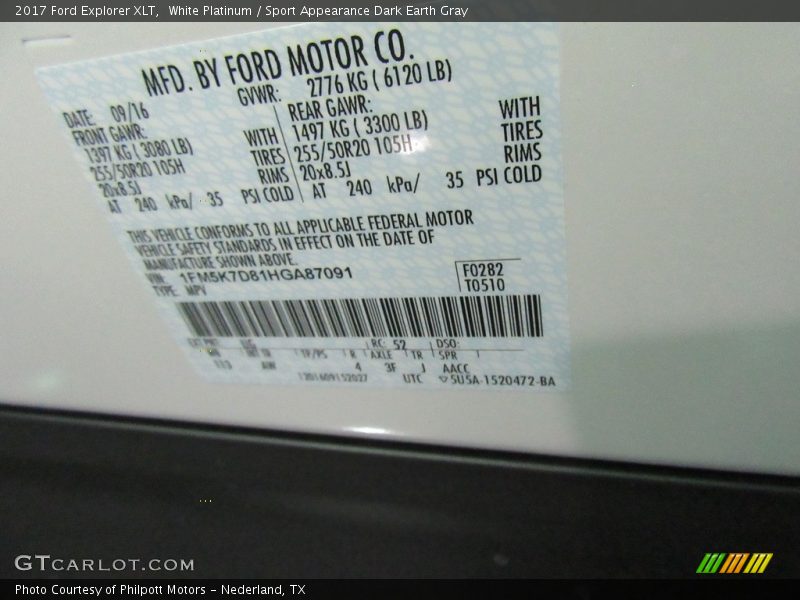 2017 Ford Explorer XLT,  White Platinum / Sport Appearance Dark Earth Gray
MFD. BY FORD MOTOR CO.
DATE: 09/16
GVWR: 2776 KG ( 6120 LB)
FRONT GAWR:
1397 KG ( 3080 LB)
WITH
255/50R20 105H
TIRES
20x8.5J
RIMS
AT 240 kPa/ 35 PSI COLD
REAR GAWR:
1497 KG ( 3300 LB)
WITH
255/50R20 105H
TIRES
20x8.5J
RIMS
AT 240 kPa/ 35 PSI COLD
THIS VEHICLE CONFORMS TO ALL APPLICABLE FEDERAL MOTOR
VEHICLE SAFETY STANDARDS IN EFFECT ON THE DATE OF
MANUFACTURE SHOWN ABOVE.
VIN: 1FM5K7D81HGA87091
TYPE: MPV
F0282
T0510
RC: 52 DSO:
TP/PS R AXLE TR SPR
4 3F J AACC
1201609152027 UTC 5U5A-1520472-BA
GTCARLOT.COM
Photo Courtesy of Philpott Motors - Nederland, TX